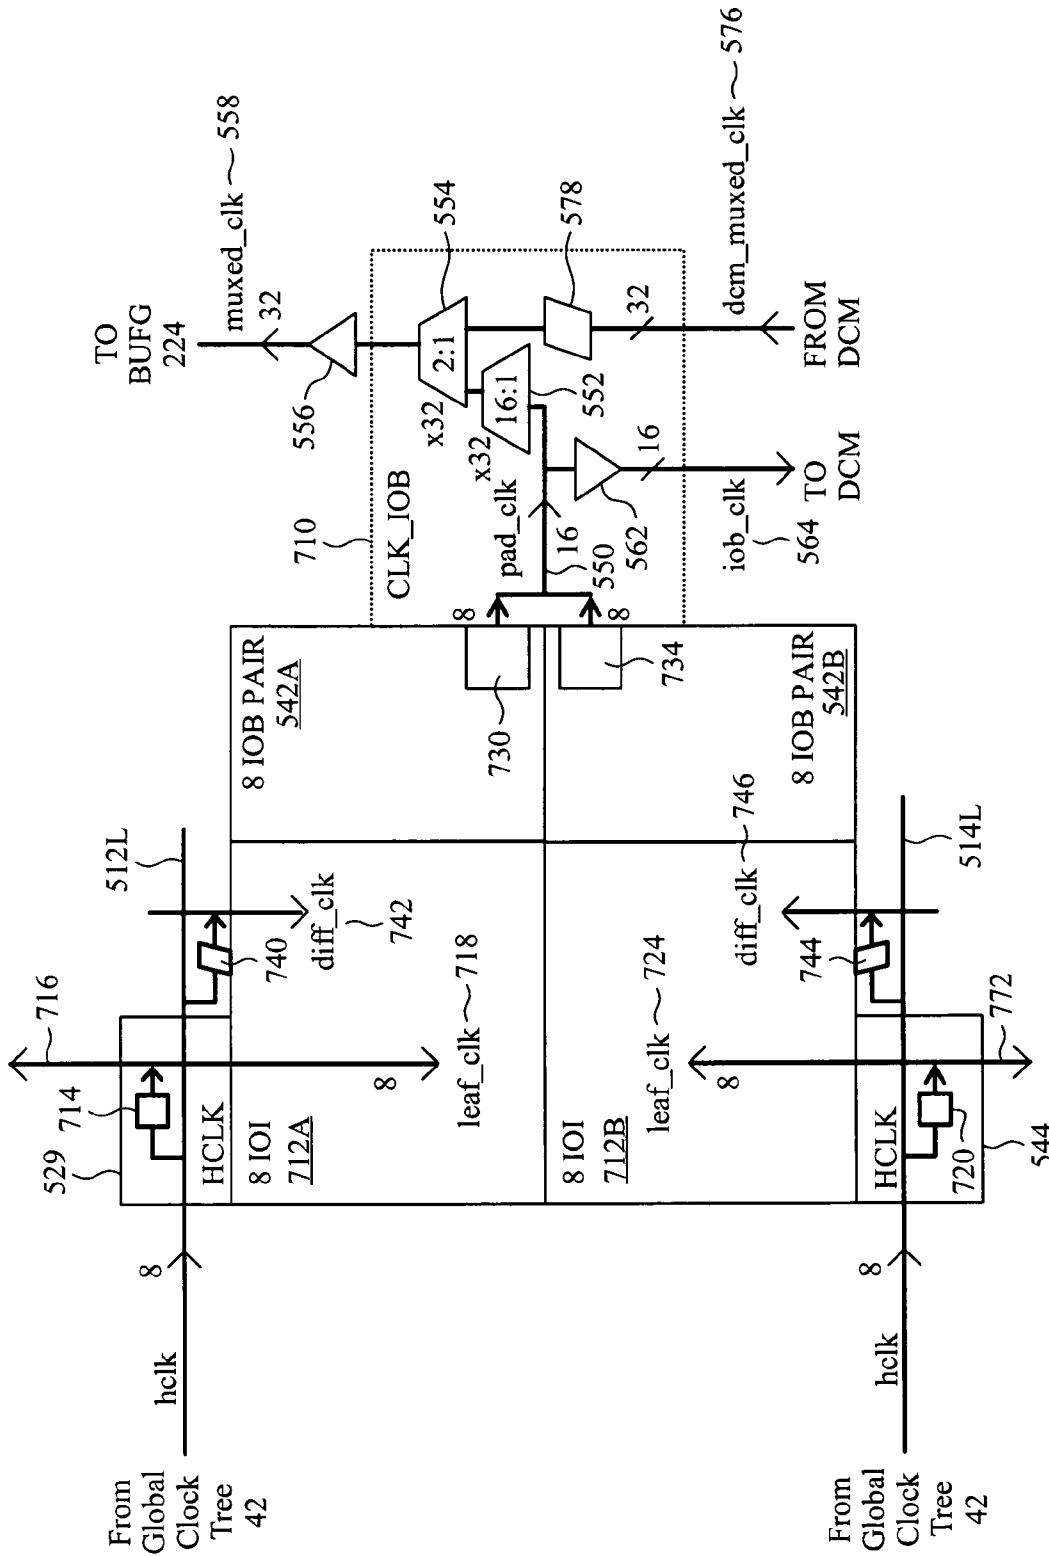 TO
BUFG
224
muxed_clk 558
32
556
554
2:1
x32
16:1
x32
552
578
710
CLK_IOB
pad_clk
16
550
8
8
562
16
32
iob_clk
564
TO
DCM
dcm_muxed_clk 576
FROM
DCM
8 IOB PAIR
542A
730
734
8 IOB PAIR
542B
512L
740
diff_clk
742
716
714
529
HCLK
8
leaf_clk 718
8 IOI
712A
8 IOI
712B
leaf_clk 724
8
diff_clk 746
744
514L
772
HCLK
720
544
8
hclk
From
Global
Clock
Tree
42
8
hclk
From
Global
Clock
Tree
42